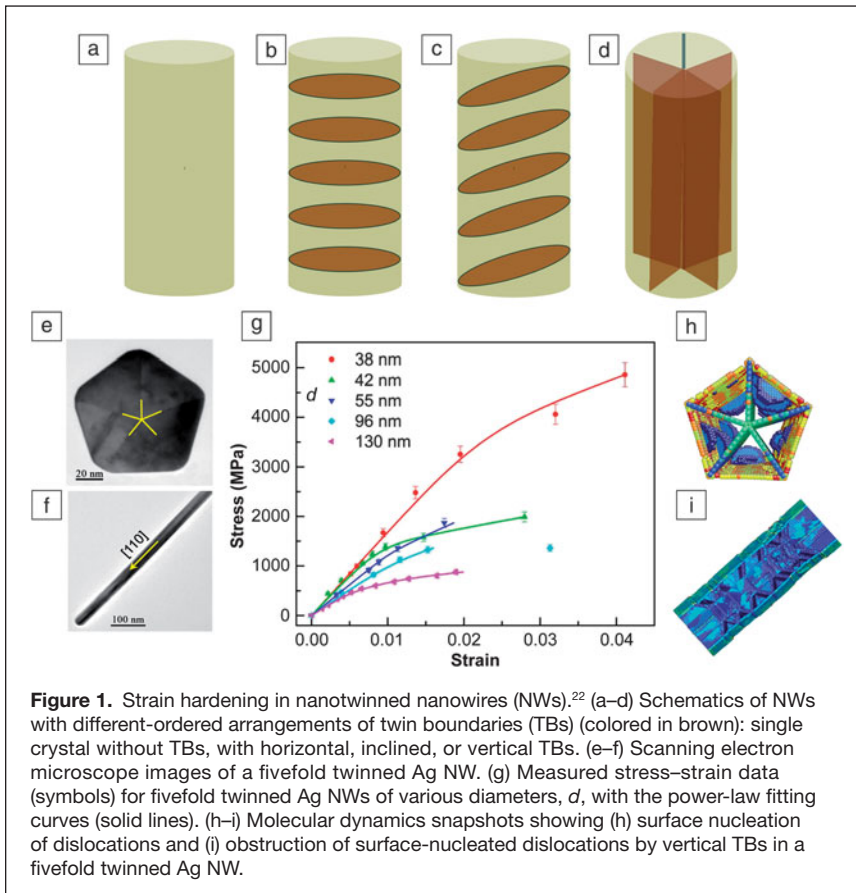 a
b
c
d
e
20 nm
f
[110]
100 nm
g
5000
4000
3000
2000
1000
0
Stress (MPa)
d
38 nm
42 nm
55 nm
96 nm
130 nm
0.00
0.01
0.02
0.03
0.04
Strain
h
i
Figure 1. Strain hardening in nanotwinned nanowires (NWs).²² (a–d) Schematics of NWs
with different-ordered arrangements of twin boundaries (TBs) (colored in brown): single
crystal without TBs, with horizontal, inclined, or vertical TBs. (e–f) Scanning electron
microscope images of a fivefold twinned Ag NW. (g) Measured stress–strain data
(symbols) for fivefold twinned Ag NWs of various diameters, d, with the power-law fitting
curves (solid lines). (h–i) Molecular dynamics snapshots showing (h) surface nucleation
of dislocations and (i) obstruction of surface-nucleated dislocations by vertical TBs in a
fivefold twinned Ag NW.